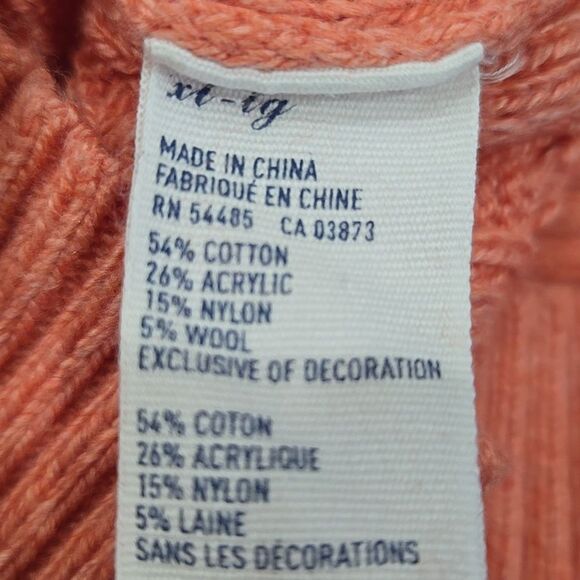 xl-tg
MADE IN CHINA
FABRIQUÉ EN CHINE
RN 54485 CA 03873
54% COTTON
26% ACRYLIC
15% NYLON
5% WOOL
EXCLUSIVE OF DECORATION
54% COTON
26% ACRYLIQUE
15% NYLON
5% LAINE
SANS LES DÉCORATIONS